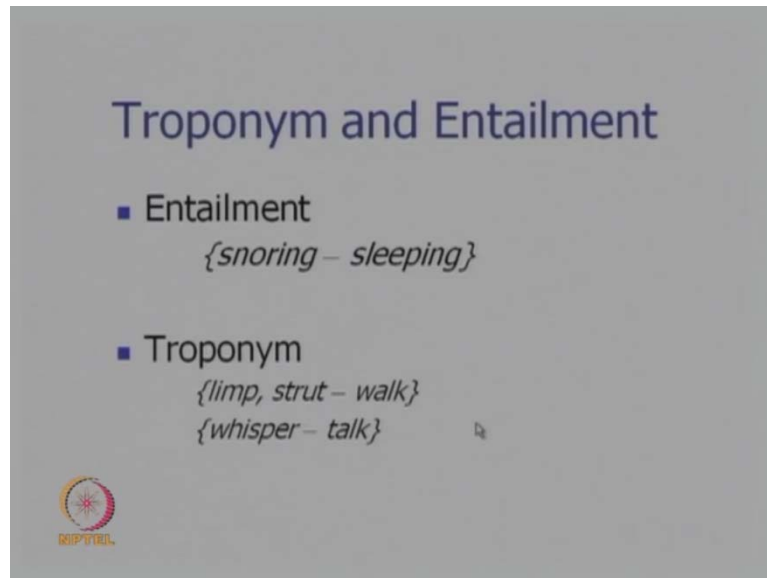 Troponym and Entailment
Entailment
{snoring – sleeping}
Troponym
{limp, strut – walk}
{whisper – talk}
NPTEL